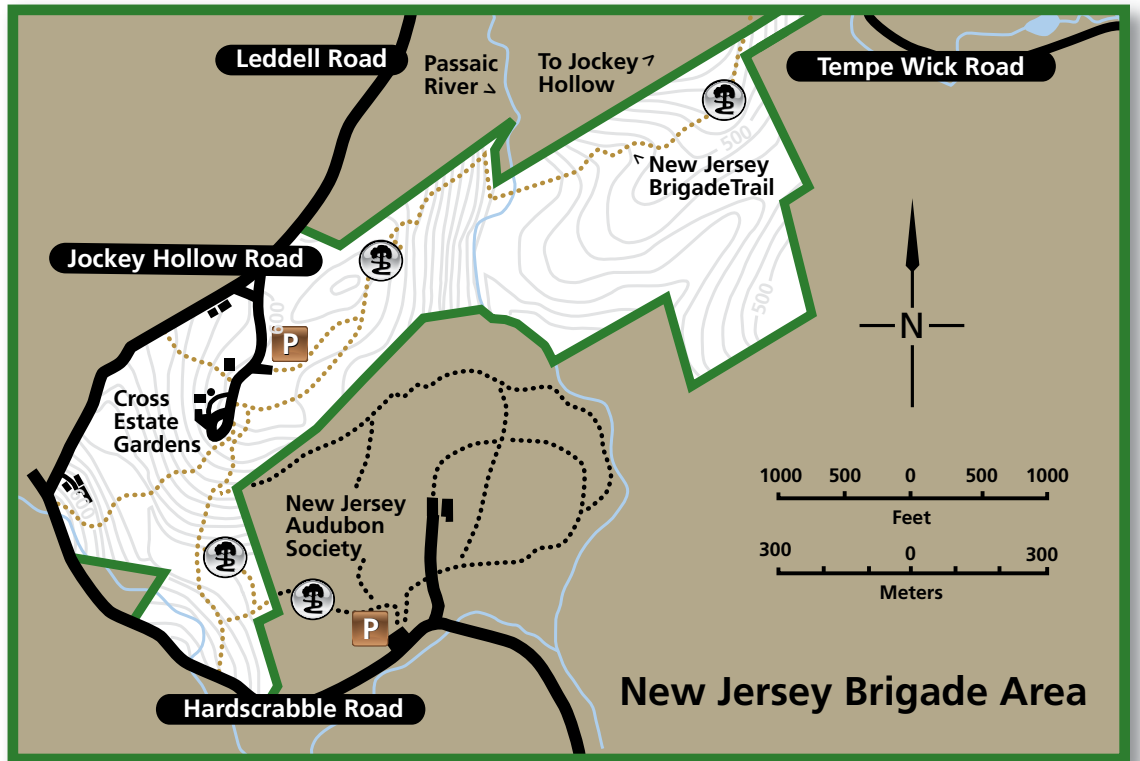 Leddell Road
Passaic
River >
To Jockey >
Hollow
Tempe Wick Road
500
< New Jersey
BrigadeTrail
Jockey Hollow Road
600
P
500
N
Cross
Estate
Gardens
600
New Jersey
Audubon
Society
1000 500 0 500 1000
Feet
300 0 300
Meters
P
New Jersey Brigade Area
Hardscrabble Road